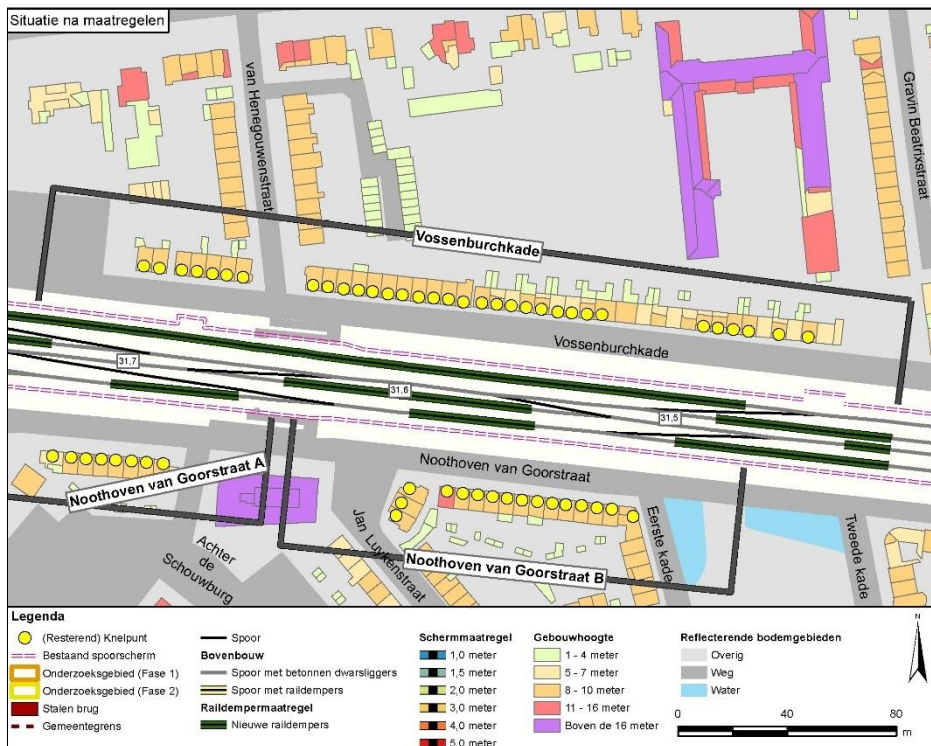 Situatie na maatregelen
van Henegouwenstraat
Gravin Beatrixstraat
Vossenburchkade
Vossenburchkade
31,7
31,6
31,5
Noothoven van Goorstraat
Noothoven van Goorstraat A
Achter
de
Schouwburg
Jan Luykenstraat
Noothoven van Goorstraat B
Eerste kade
Tweede kade
Legenda
(Resterend) Knelpunt
Bestaand spoorscherm
Onderzoeksgebied (Fase 1)
Onderzoeksgebied (Fase 2)
Stalen brug
Gemeentegrens
Spoor
Bovenbouw
Spoor met betonnen dwarsliggers
Spoor met raildempers
Raildempermaatregel
Nieuwe raildempers
Schermmaatregel
1,0 meter
1,5 meter
2,0 meter
3,0 meter
4,0 meter
5,0 meter
Gebouwhoogte
1 - 4 meter
5 - 7 meter
8 - 10 meter
11 - 16 meter
Boven de 16 meter
Reflecterende bodemgebieden
Overig
Weg
Water
N
0 20 40 80
m